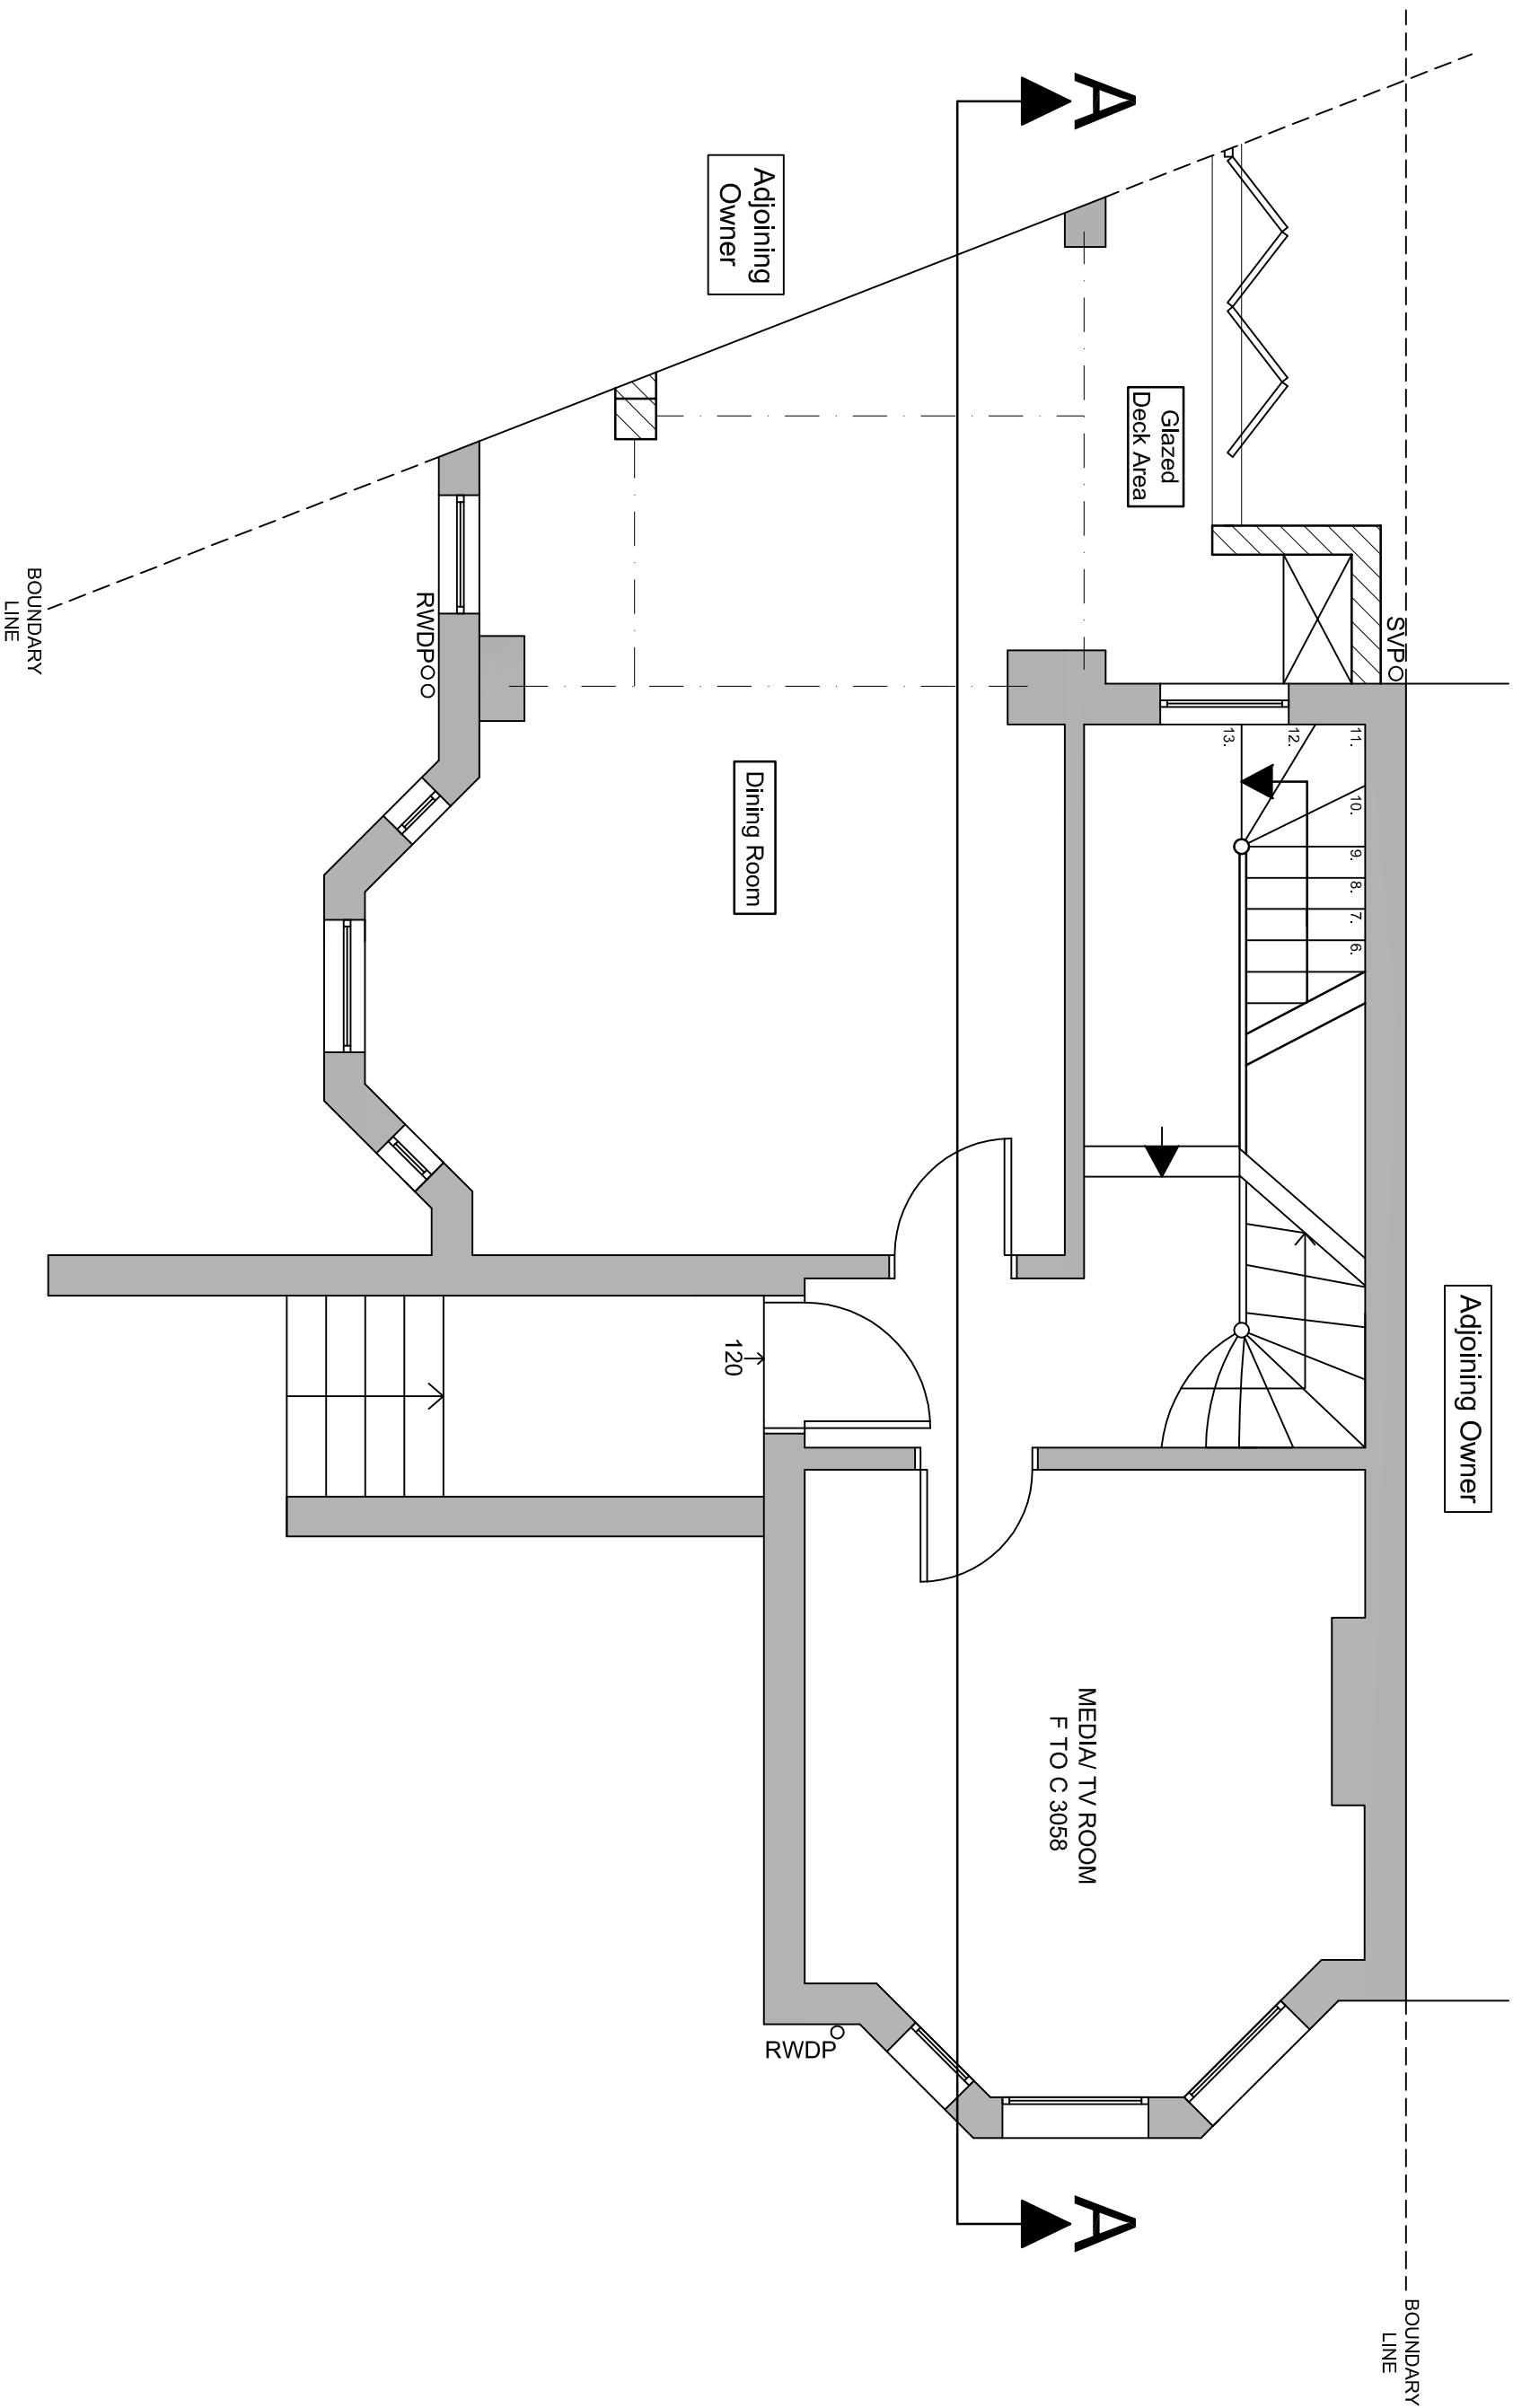 A
Adjoining
Owner
Glazed
Deck Area
BOUNDARY
LINE
RWDP
SVP
Dining Room
13.
12.
11.
10.
9.
8.
7.
6.
120
Adjoining Owner
MEDIA/ TV ROOM
F TO C 3058
RWDP
A
BOUNDARY
LINE